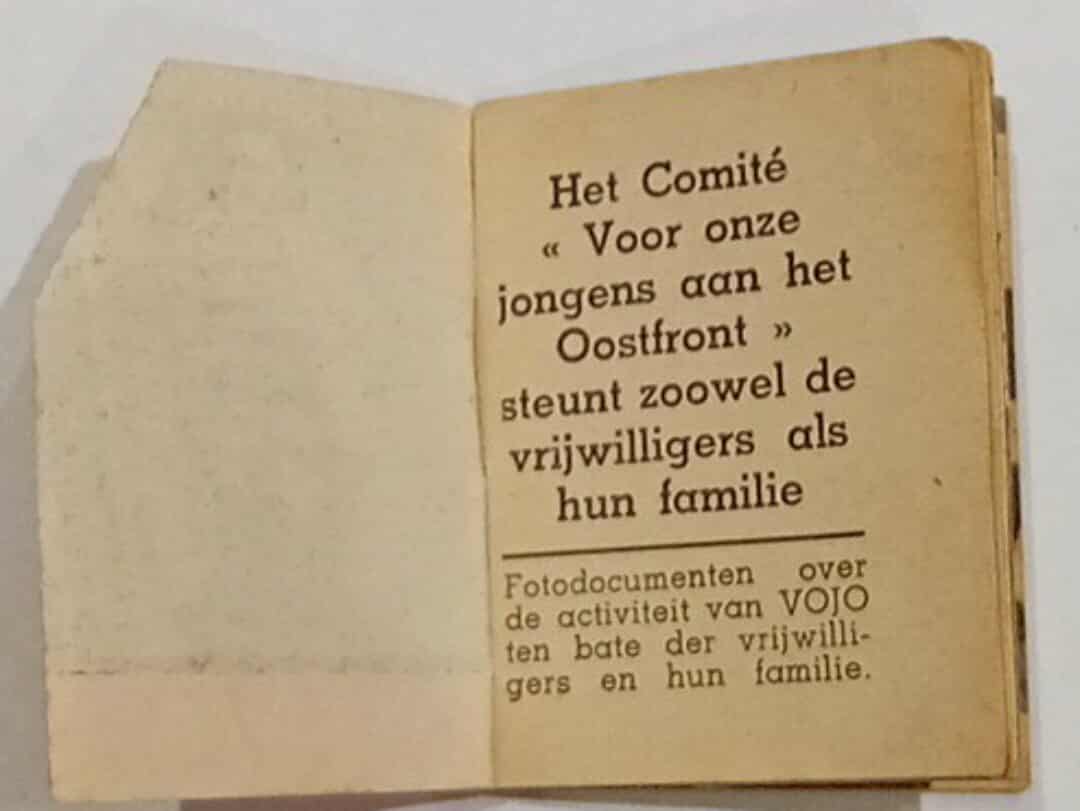 Het Comité
« Voor onze
jongens aan het
Oostfront »
steunt zoowel de
vrijwilligers als
hun familie
Fotodocumenten over
de activiteit van VOJO
ten bate der vrijwilli-
gers en hun familie.